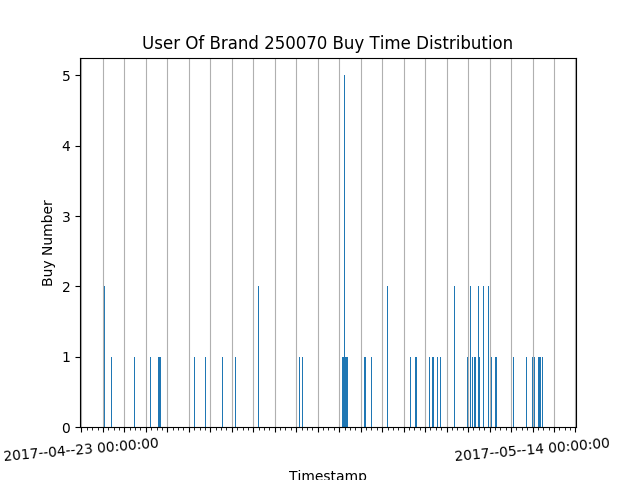 User Of Brand 250070 Buy Time Distribution
5
4
3
2
1
0
Buy Number
2017--04--23 00:00:00
2017--05--14 00:00:00
Timestamp